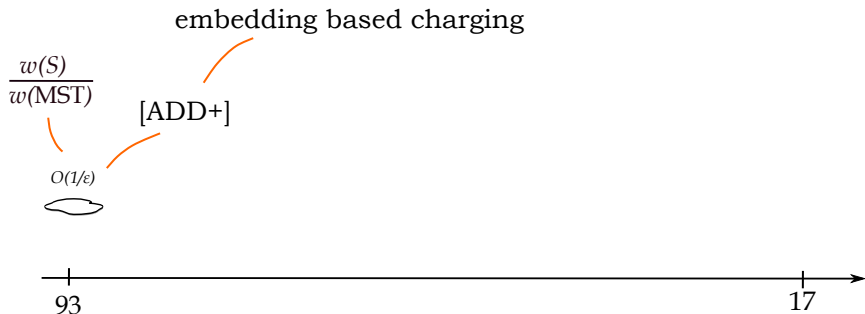 embedding based charging
w(S)
w(MST)
[ADD+]
O(1/ε)
93
17